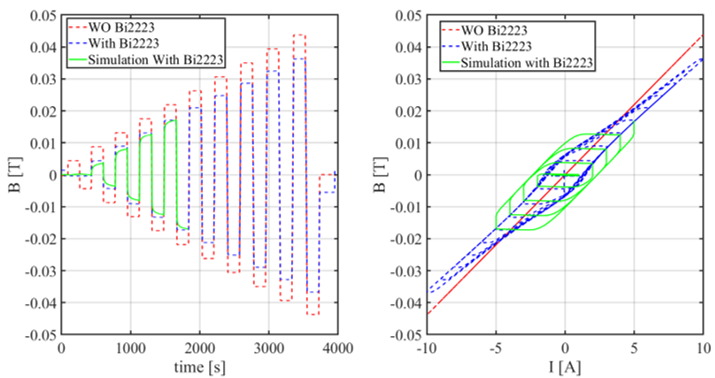 0.05
0.04
0.03
0.02
0.01
0
-0.01
-0.02
-0.03
-0.04
-0.05
B [T]
WO Bi2223
With Bi2223
Simulation With Bi2223
0 1000 2000 3000 4000
time [s]
0.05
0.04
0.03
0.02
0.01
0
-0.01
-0.02
-0.03
-0.04
-0.05
B [T]
WO Bi2223
With Bi2223
Simulation with Bi2223
-10 -5 0 5 10
I [A]